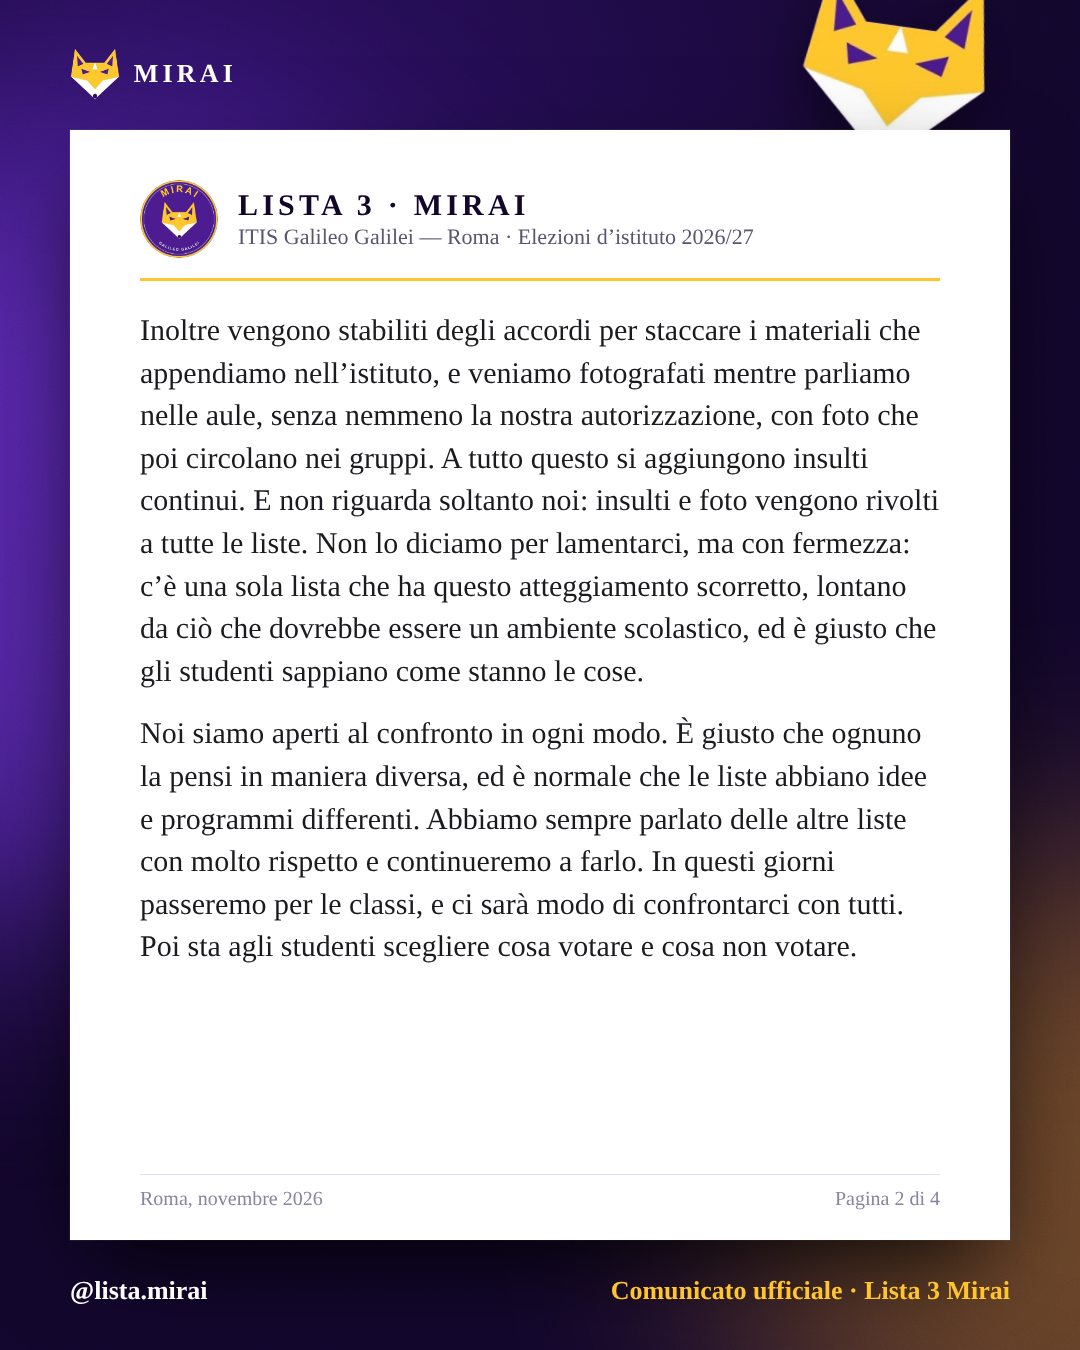 MIRAI
MIRAI
GALILEO GALILEI
LISTA 3 · MIRAI
ITIS Galileo Galilei — Roma · Elezioni d’istituto 2026/27
Inoltre vengono stabiliti degli accordi per staccare i materiali che
appendiamo nell’istituto, e veniamo fotografati mentre parliamo
nelle aule, senza nemmeno la nostra autorizzazione, con foto che
poi circolano nei gruppi. A tutto questo si aggiungono insulti
continui. E non riguarda soltanto noi: insulti e foto vengono rivolti
a tutte le liste. Non lo diciamo per lamentarci, ma con fermezza:
c’è una sola lista che ha questo atteggiamento scorretto, lontano
da ciò che dovrebbe essere un ambiente scolastico, ed è giusto che
gli studenti sappiano come stanno le cose.
Noi siamo aperti al confronto in ogni modo. È giusto che ognuno
la pensi in maniera diversa, ed è normale che le liste abbiano idee
e programmi differenti. Abbiamo sempre parlato delle altre liste
con molto rispetto e continueremo a farlo. In questi giorni
passeremo per le classi, e ci sarà modo di confrontarci con tutti.
Poi sta agli studenti scegliere cosa votare e cosa non votare.
Roma, novembre 2026
Pagina 2 di 4
@lista.mirai
Comunicato ufficiale · Lista 3 Mirai